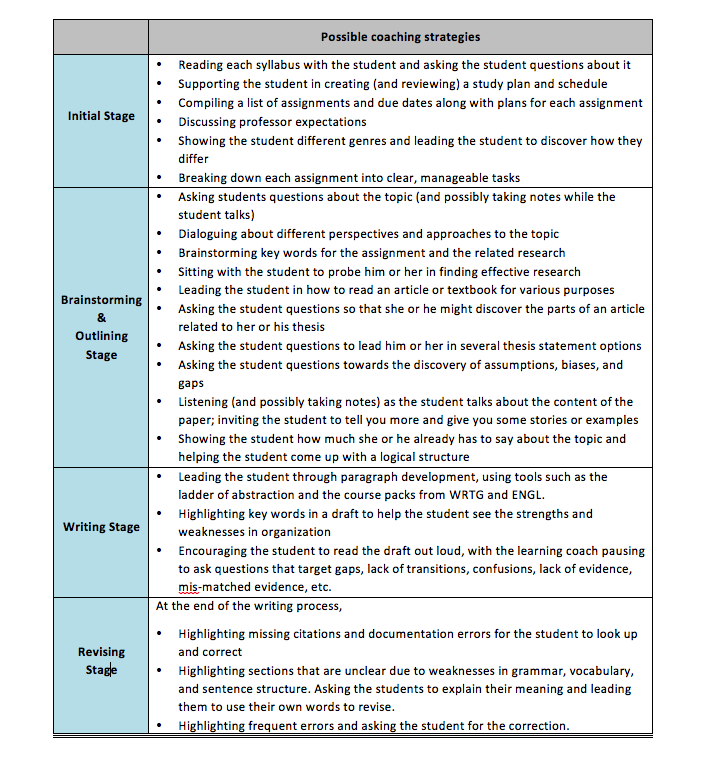 Possible coaching strategies
Initial Stage
• Reading each syllabus with the student and asking the student questions about it
• Supporting the student in creating (and reviewing) a study plan and schedule
• Compiling a list of assignments and due dates along with plans for each assignment
• Discussing professor expectations
• Showing the student different genres and leading the student to discover how they
differ
• Breaking down each assignment into clear, manageable tasks
Brainstorming
&
Outlining
Stage
• Asking students questions about the topic (and possibly taking notes while the
student talks)
• Dialoguing about different perspectives and approaches to the topic
• Brainstorming key words for the assignment and the related research
• Sitting with the student to probe him or her in finding effective research
• Leading the student in how to read an article or textbook for various purposes
• Asking the student questions so that she or he might discover the parts of an article
related to her or his thesis
• Asking the student questions to lead him or her in several thesis statement options
• Asking the student questions towards the discovery of assumptions, biases, and
gaps
• Listening (and possibly taking notes) as the student talks about the content of the
paper; inviting the student to tell you more and give you some stories or examples
• Showing the student how much she or he already has to say about the topic and
helping the student come up with a logical structure
Writing Stage
• Leading the student through paragraph development, using tools such as the
ladder of abstraction and the course packs from WRTG and ENGL.
• Highlighting key words in a draft to help the student see the strengths and
weaknesses in organization
• Encouraging the student to read the draft out loud, with the learning coach pausing
to ask questions that target gaps, lack of transitions, confusions, lack of evidence,
mis-matched evidence, etc.
Revising
Stage
At the end of the writing process,
• Highlighting missing citations and documentation errors for the student to look up
and correct
• Highlighting sections that are unclear due to weaknesses in grammar, vocabulary,
and sentence structure. Asking the students to explain their meaning and leading
them to use their own words to revise.
• Highlighting frequent errors and asking the student for the correction.